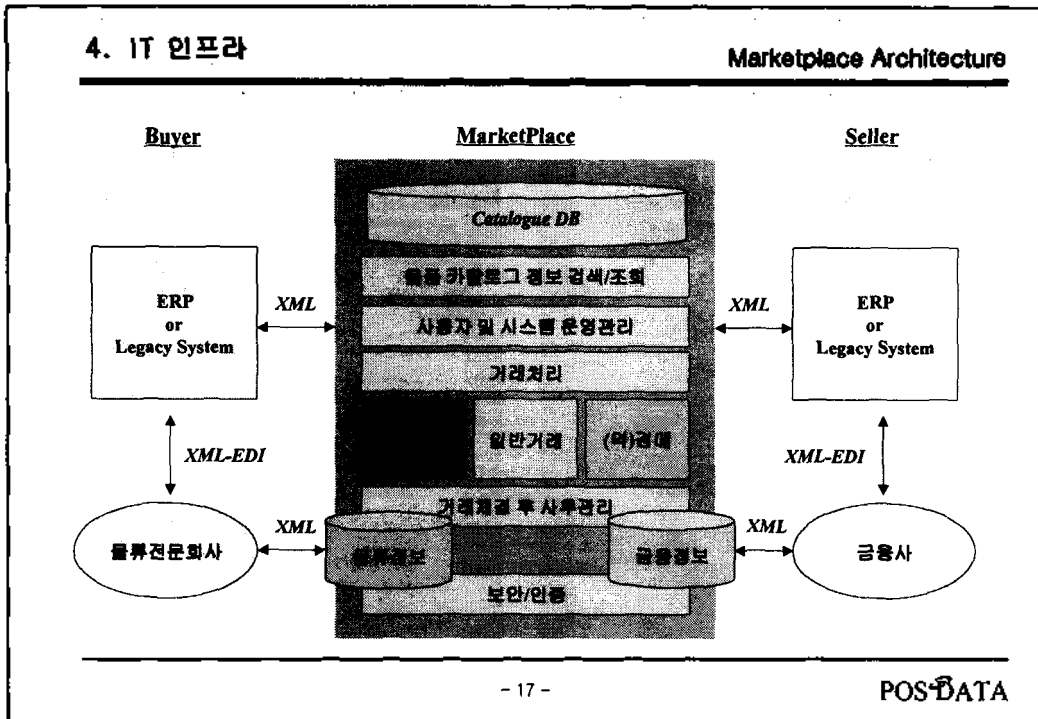 4. IT 인프라
Marketplace Architecture
Buyer
MarketPlace
Seller
Catalogue DB
물품 카탈로그 정보 검색/조회
ERP
or
Legacy System
XML
사용자 및 시스템 운영관리
XML
ERP
or
Legacy System
거래처리
일반거래
(역)경매
XML-EDI
XML-EDI
거래체결 후 사후관리
물류전문회사
XML
물류정보
금융정보
XML
금융사
보안/인증
- 17 -
POSDATA